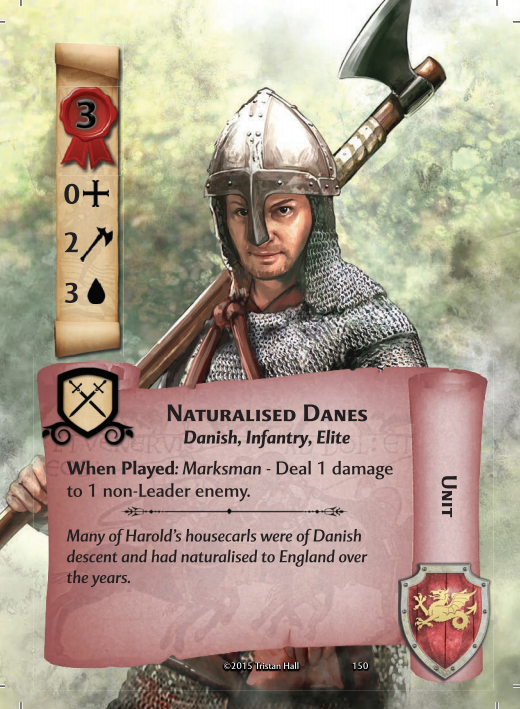 3
0
2
3
Naturalised Danes
Danish, Infantry, Elite
When Played: Marksman - Deal 1 damage
to 1 non-Leader enemy.
Many of Harold's housecarls were of Danish
descent and had naturalised to England over
the years.
Unit
©2015 Tristan Hall 150